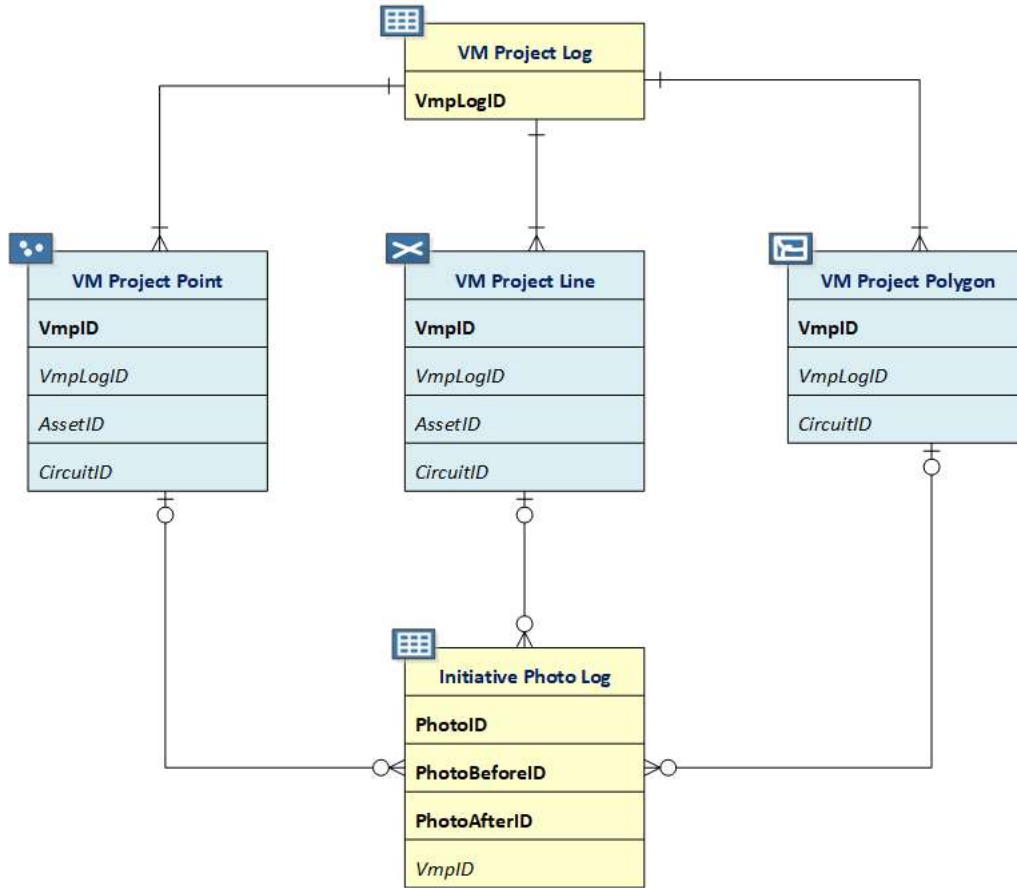 VM Project Log
VmpLogID
VM Project Point
VmpID
VmpLogID
AssetID
CircuitID
VM Project Line
VmpID
VmpLogID
AssetID
CircuitID
VM Project Polygon
VmpID
VmpLogID
CircuitID
Initiative Photo Log
PhotoID
PhotoBeforeID
PhotoAfterID
VmpID